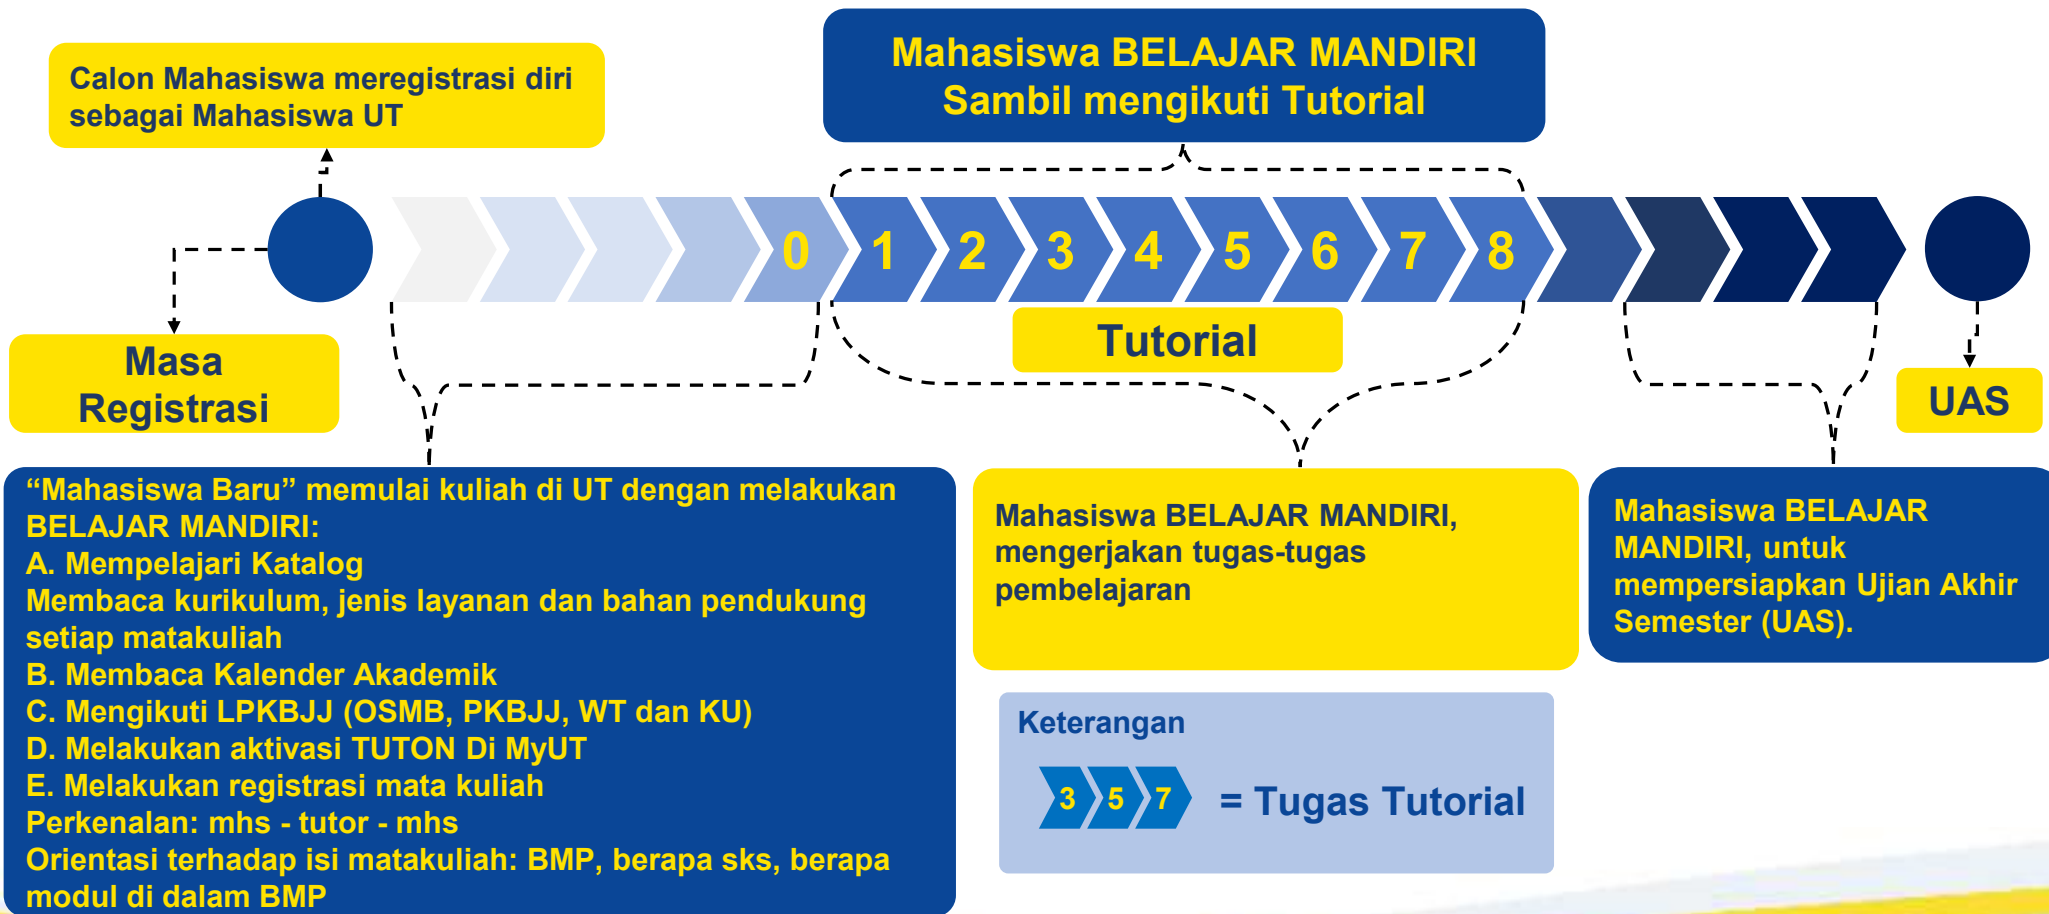 Calon Mahasiswa meregistrasi diri
sebagai Mahasiswa UT
Mahasiswa BELAJAR MANDIRI
Sambil mengikuti Tutorial
0 1 2 3 4 5 6 7 8
Tutorial
Masa
Registrasi
UAS
“Mahasiswa Baru” memulai kuliah di UT dengan melakukan
BELAJAR MANDIRI:
A. Mempelajari Katalog
Membaca kurikulum, jenis layanan dan bahan pendukung
setiap matakuliah
B. Membaca Kalender Akademik
C. Mengikuti LPKBJJ (OSMB, PKBJJ, WT dan KU)
D. Melakukan aktivasi TUTON Di MyUT
E. Melakukan registrasi mata kuliah
Perkenalan: mhs - tutor - mhs
Orientasi terhadap isi matakuliah: BMP, berapa sks, berapa
modul di dalam BMP
Mahasiswa BELAJAR MANDIRI,
mengerjakan tugas-tugas
pembelajaran
Mahasiswa BELAJAR
MANDIRI, untuk
mempersiapkan Ujian Akhir
Semester (UAS).
Keterangan
3 5 7 = Tugas Tutorial